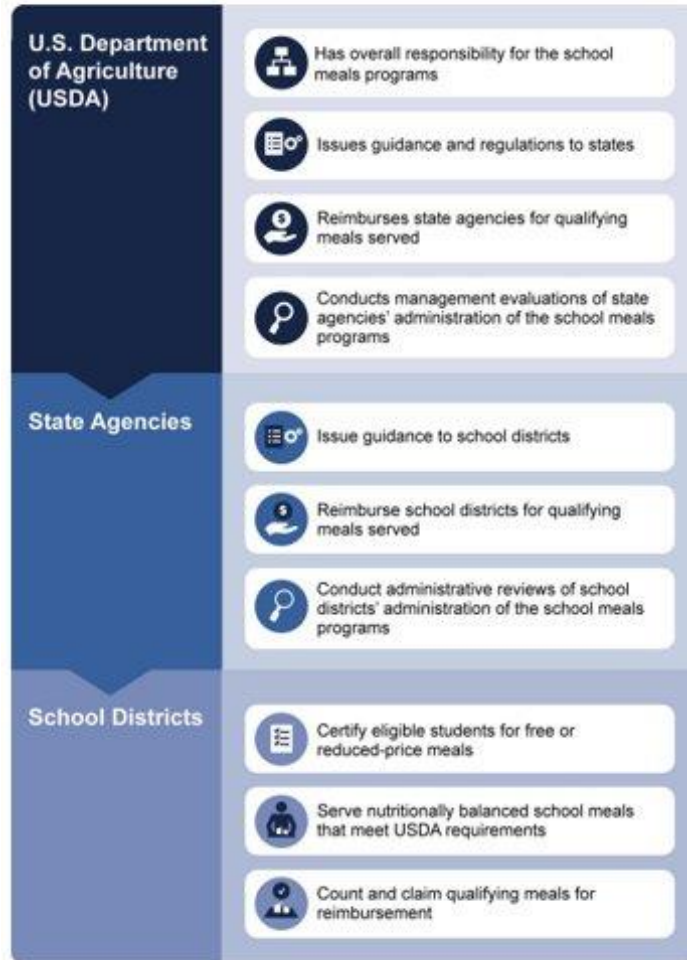 U.S. Department
of Agriculture
(USDA)
Has overall responsibility for the school
meals programs
Issues guidance and regulations to states
Reimburses state agencies for qualifying
meals served
Conducts management evaluations of state
agencies' administration of the school meals
programs
State Agencies
Issue guidance to school districts
Reimburse school districts for qualifying
meals served
Conduct administrative reviews of school
districts' administration of the school meals
programs
School Districts
Certify eligible students for free or
reduced-price meals
Serve nutritionally balanced school meals
that meet USDA requirements
Count and claim qualifying meals for
reimbursement